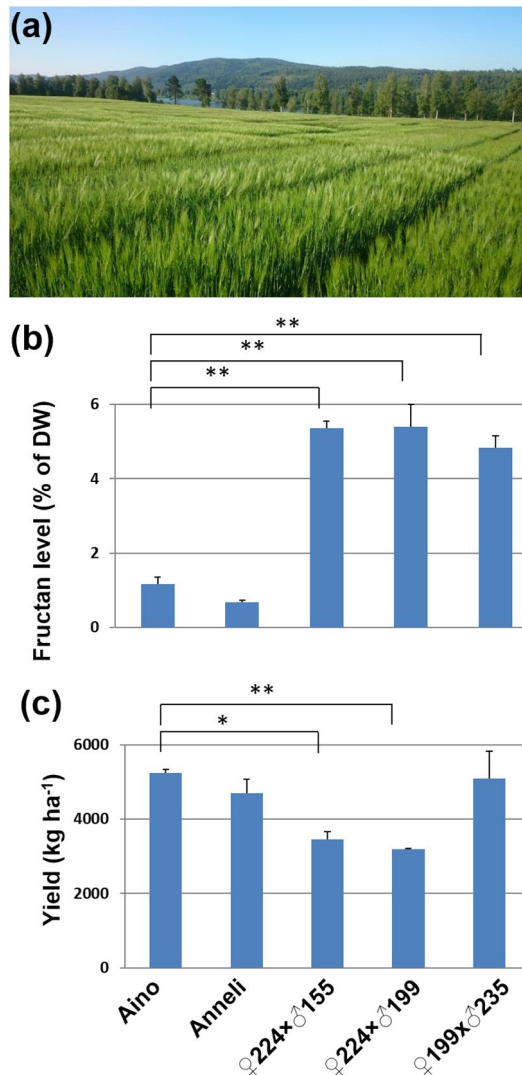 (a)
(b)
**
**
**
Fructan level (% of DW)
6
4
2
0
(c)
**
*
Yield (kg ha⁻¹)
6000
4000
2000
0
Aino
Anneli
♀224×♂155
♀224×♂199
♀199x♂235